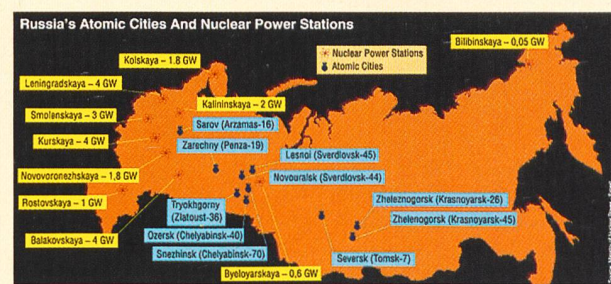 Russia's Atomic Cities And Nuclear Power Stations
Nuclear Power Stations
Atomic Cities
Bilibinskaya – 0,05 GW
Kolskaya – 1.8 GW
Leningradskaya – 4 GW
Kalininskaya – 2 GW
Smolenskaya – 3 GW
Sarov (Arzamas-16)
Kurskaya – 4 GW
Zarechny (Penza-19)
Lesnoi (Sverdlovsk-45)
Novovoronezhskaya – 1,8 GW
Novouralsk (Sverdlovsk-44)
Rostovskaya – 1 GW
Tryokhgorny
(Zlatoust-36)
Zheleznogorsk (Krasnoyarsk-26)
Zhelenogorsk (Krasnoyarsk-45)
Balakovskaya – 4 GW
Ozersk (Chelyabinsk-40)
Snezhinsk (Chelyabinsk-70)
Seversk (Tomsk-7)
Byeloyarskaya – 0,6 GW